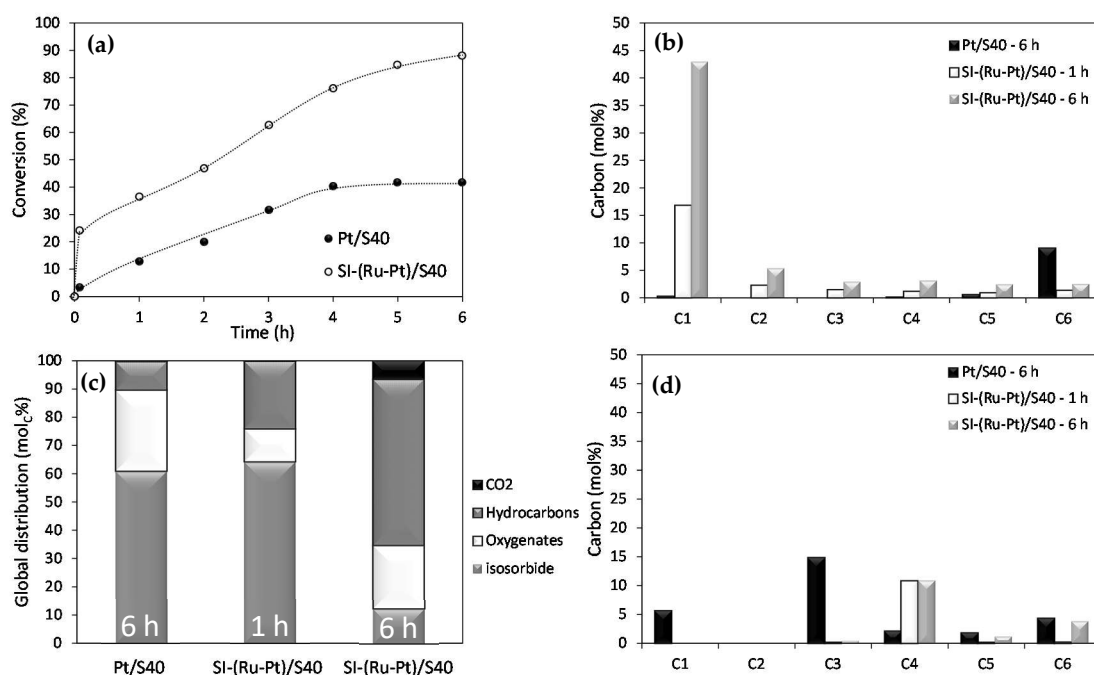 (a)
100
90
80
70
60
50
40
30
20
10
0
Conversion (%)
Pt/S40
SI-(Ru-Pt)/S40
0 1 2 3 4 5 6
Time (h)
(b)
50
45
40
35
30
25
20
15
10
5
0
Carbon (mol%)
Pt/S40 - 6 h
SI-(Ru-Pt)/S40 - 1 h
SI-(Ru-Pt)/S40 - 6 h
C1 C2 C3 C4 C5 C6
(c)
100
90
80
70
60
50
40
30
20
10
0
Global distribution (molC%)
CO2
Hydrocarbons
Oxygenates
isosorbide
6 h 1 h 6 h
Pt/S40 SI-(Ru-Pt)/S40 SI-(Ru-Pt)/S40
(d)
50
45
40
35
30
25
20
15
10
5
0
Carbon (mol%)
Pt/S40 - 6 h
SI-(Ru-Pt)/S40 - 1 h
SI-(Ru-Pt)/S40 - 6 h
C1 C2 C3 C4 C5 C6